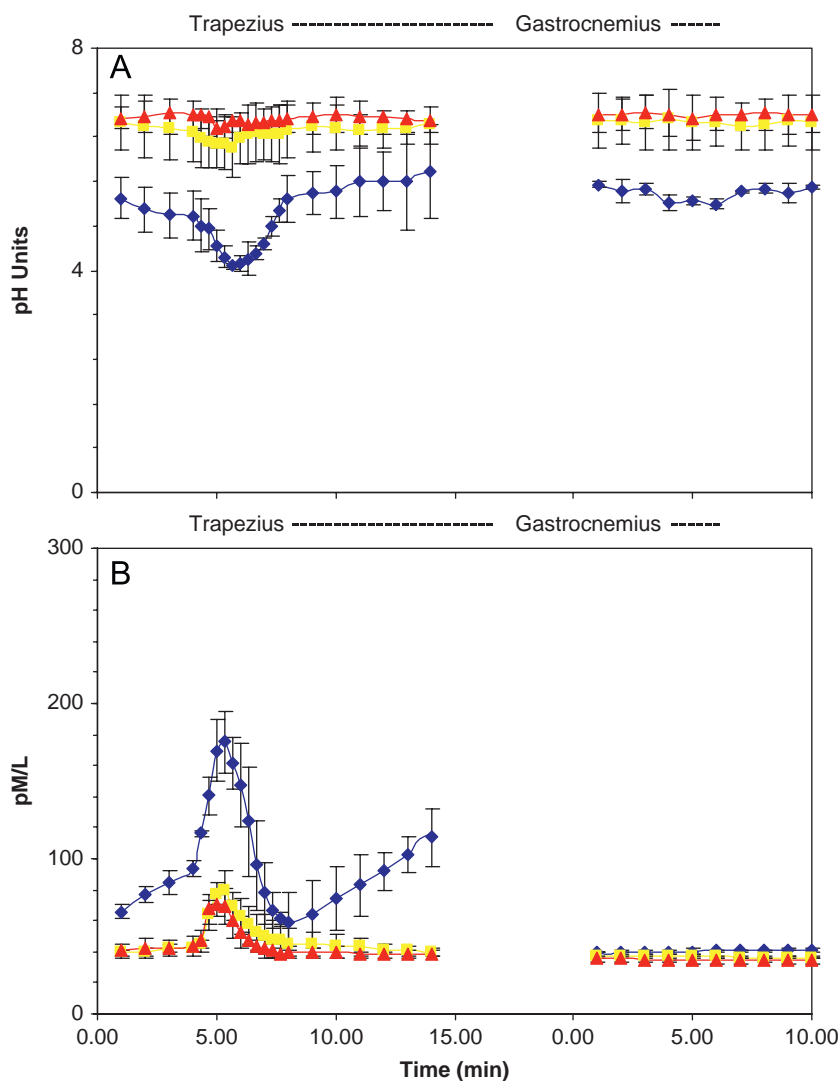 Trapezius ------------------- Gastrocnemius -----
A
8
4
0
pH Units
Trapezius ------------------- Gastrocnemius -----
B
300
200
100
0
pM/L
0.00 5.00 10.00 15.00 0.00 5.00 10.00
Time (min)